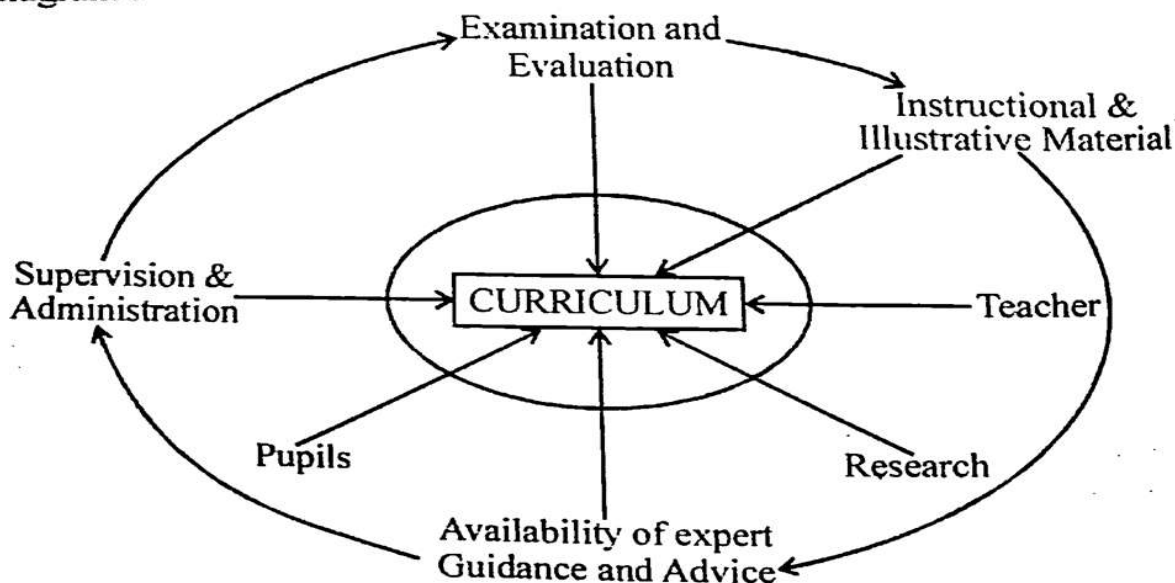 Examination and
Evaluation
Instructional &
Illustrative Material
Supervision &
Administration
CURRICULUM
Teacher
Pupils
Research
Availability of expert
Guidance and Advice